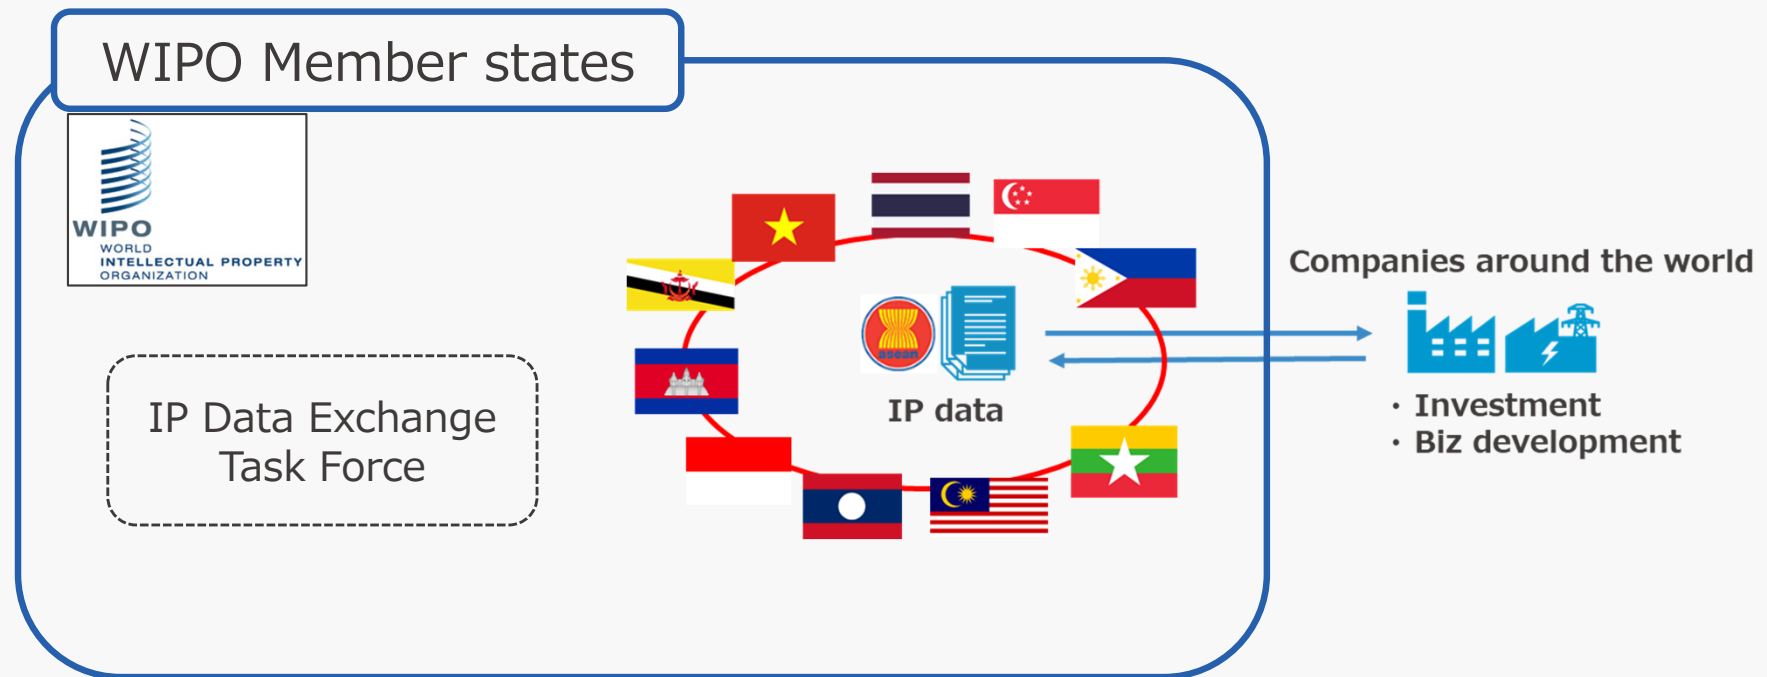 WIPO Member states
WIPO
WORLD
INTELLECTUAL PROPERTY
ORGANIZATION
IP Data Exchange
Task Force
asean
IP data
Companies around the world
・Investment
・Biz development